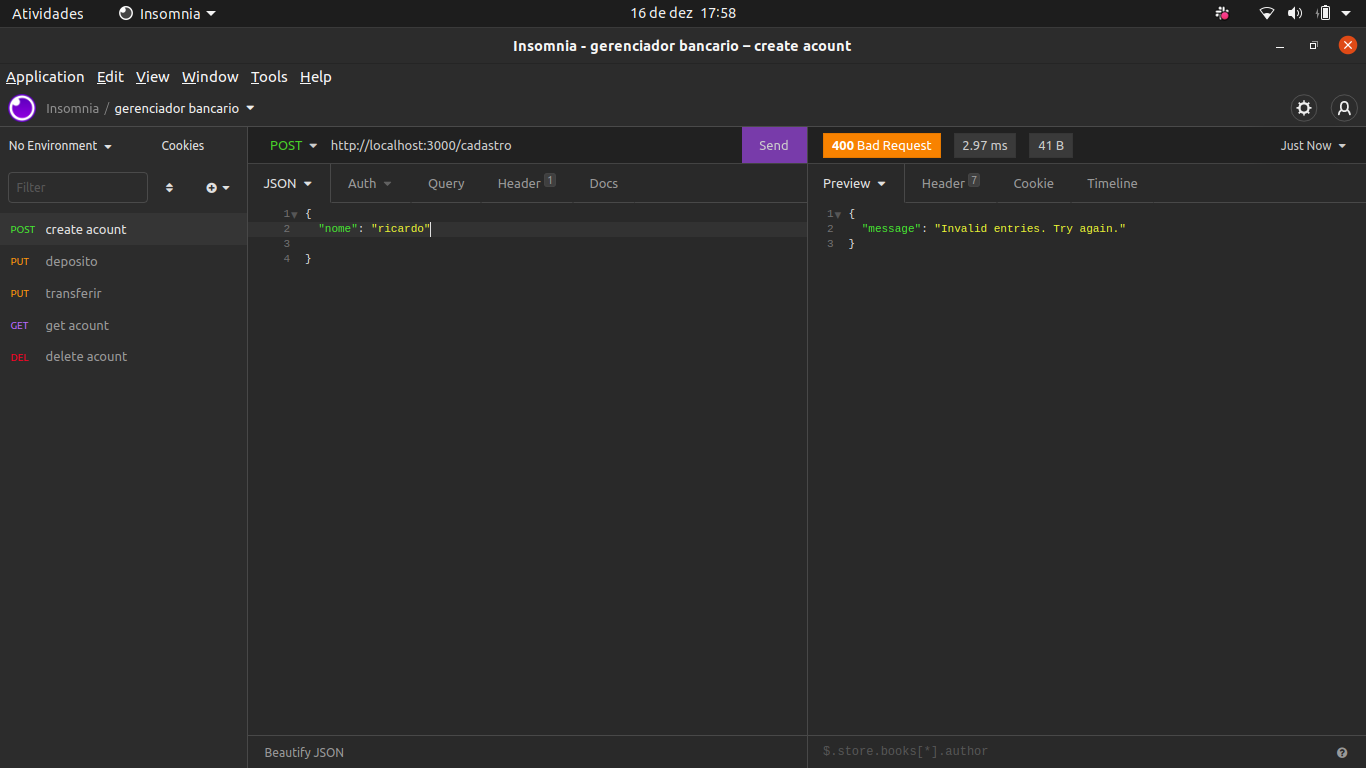 Atividades Insomnia 16 de dez 17:58
Insomnia - gerenciador bancario – create acount
Application Edit View Window Tools Help
Insomnia / gerenciador bancario
No Environment Cookies
POST http://localhost:3000/cadastro Send
400 Bad Request 2.97 ms 41 B Just Now
Filter
JSON Auth Query Header 1 Docs
Preview Header 7 Cookie Timeline
POST create acount
PUT deposito
PUT transferir
GET get acount
DEL delete acount
1 {
2 "nome": "ricardo"
3
4 }
1 {
2 "message": "Invalid entries. Try again."
3 }
Beautify JSON
$.store.books[*].author